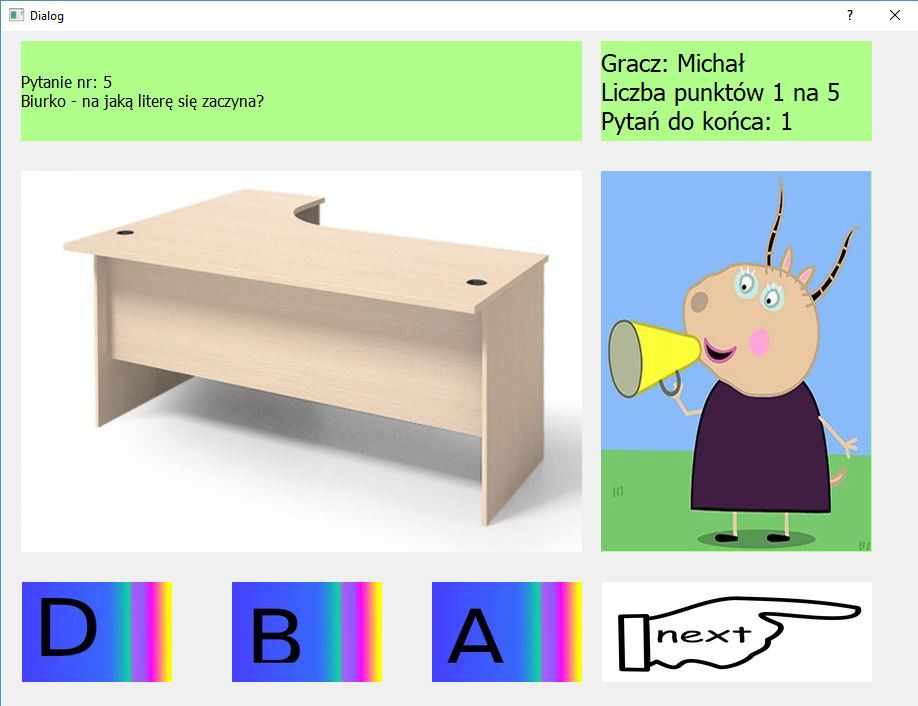 Dialog
Pytanie nr: 5
Biurko - na jaką literę się zaczyna?
Gracz: Michał
Liczba punktów 1 na 5
Pytań do końca: 1
D
B
A
next